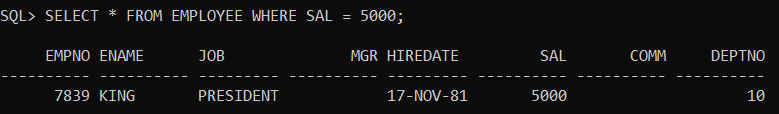 SQL> SELECT * FROM EMPLOYEE WHERE SAL = 5000;
     EMPNO ENAME      JOB              MGR HIREDATE         SAL       COMM     DEPTNO
---------- ---------- --------- ---------- --------- ---------- ---------- ----------
      7839 KING       PRESIDENT            17-NOV-81       5000                    10